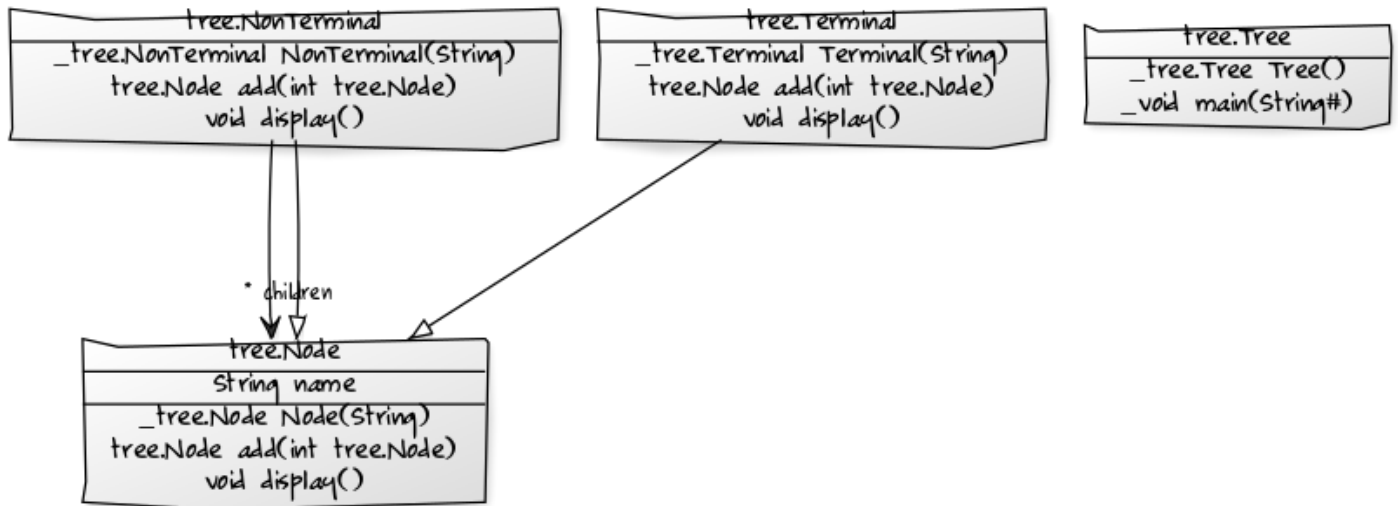 tree.NonTerminal
_tree.NonTerminal NonTerminal(String)
tree.Node add(int tree.Node)
void display()
tree.Terminal
_tree.Terminal Terminal(String)
tree.Node add(int tree.Node)
void display()
tree.Tree
_tree.Tree Tree()
_void main(String#)
* children
tree.Node
String name
_tree.Node Node(String)
tree.Node add(int tree.Node)
void display()